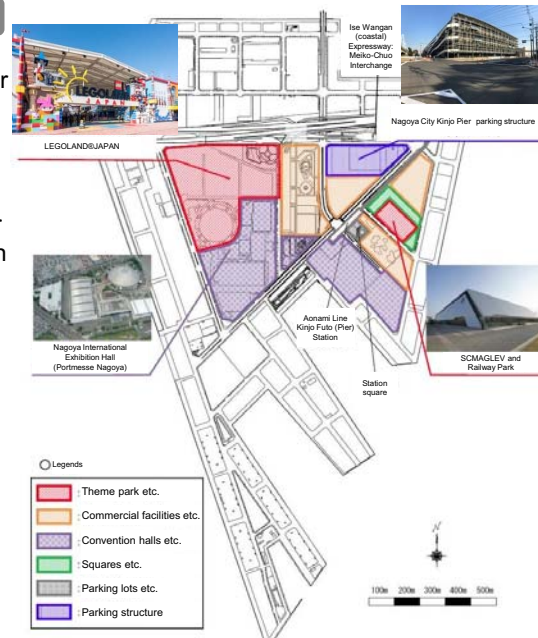 Ise Wangan
(coastal)
Expressway:
Meiko-Chuo
Interchange
LEGOLAND
JAPAN
r
LEGOLAND®JAPAN
Nagoya City Kinjo Pier parking structure
r
n
Nagoya International
Exhibition Hall
(Portmesse Nagoya)
Aonami Line
Kinjo Futo (Pier)
Station
Station
square
SCMAGLEV and
Railway Park
Legends
: Theme park etc.
: Commercial facilities etc.
: Convention halls etc.
: Squares etc.
: Parking lots etc.
: Parking structure
N
100m 200m 300m 400m 500m